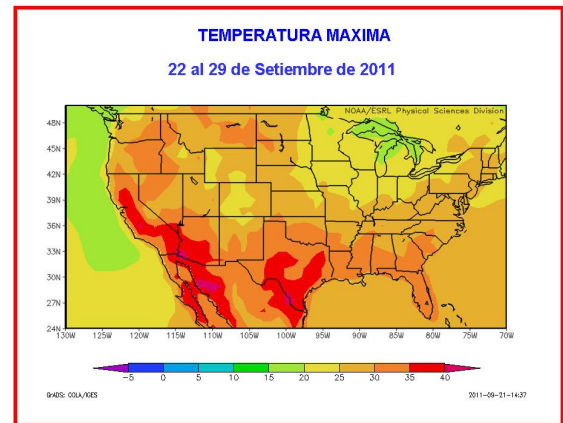 TEMPERATURA MAXIMA
22 al 29 de Setiembre de 2011
NOAA/ESRL Physical Sciences Division
48N
45N
42N
39N
36N
33N
30N
27N
24N
130W 125W 120W 115W 110W 105W 100W 95W 90W 85W 80W 75W 70W
-5 0 5 10 15 20 25 30 35 40
GrADS: COLA/IGES 2011-09-21-14:37